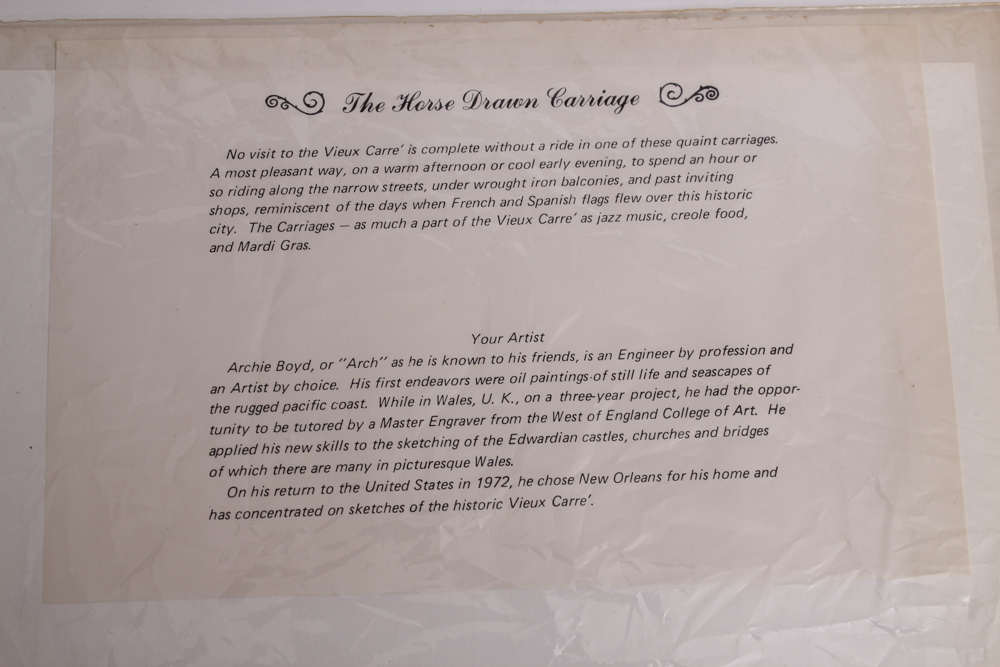 The Horse Drawn Carriage
No visit to the Vieux Carre' is complete without a ride in one of these quaint carriages.
A most pleasant way, on a warm afternoon or cool early evening, to spend an hour or
so riding along the narrow streets, under wrought iron balconies, and past inviting
shops, reminiscent of the days when French and Spanish flags flew over this historic
city. The Carriages — as much a part of the Vieux Carre' as jazz music, creole food,
and Mardi Gras.
Your Artist
Archie Boyd, or "Arch" as he is known to his friends, is an Engineer by profession and
an Artist by choice. His first endeavors were oil paintings of still life and seascapes of
the rugged pacific coast. While in Wales, U. K., on a three-year project, he had the oppor-
tunity to be tutored by a Master Engraver from the West of England College of Art. He
applied his new skills to the sketching of the Edwardian castles, churches and bridges
of which there are many in picturesque Wales.
On his return to the United States in 1972, he chose New Orleans for his home and
has concentrated on sketches of the historic Vieux Carre'.